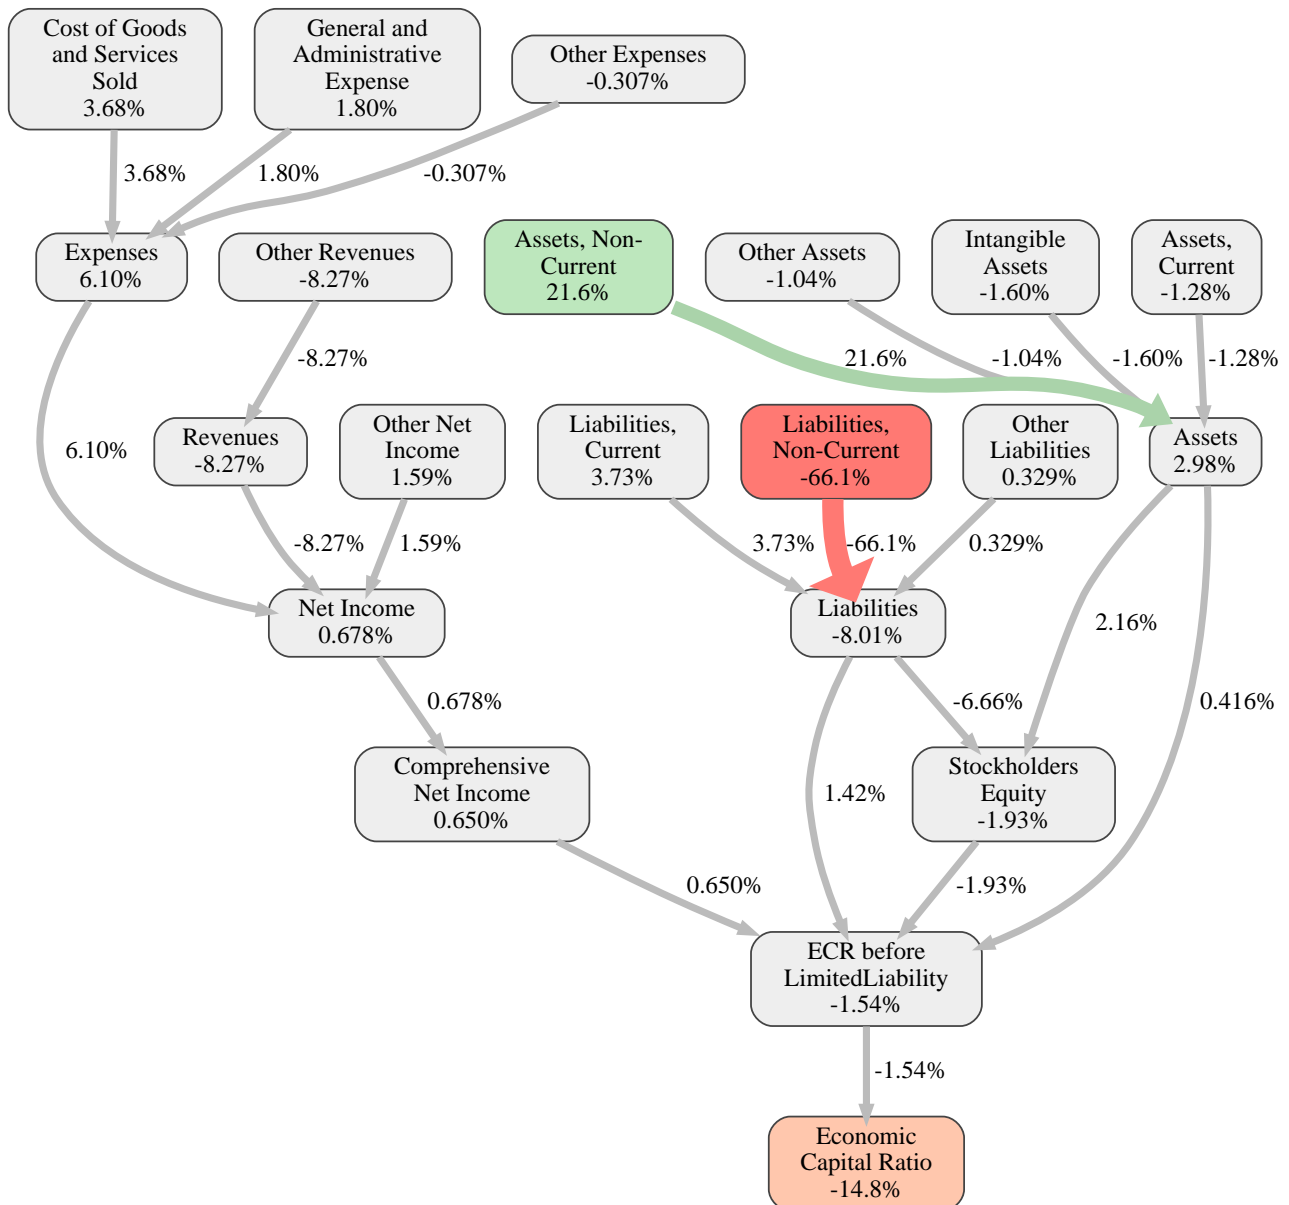 Cost of Goods
and Services
Sold
3.68%
General and
Administrative
Expense
1.80%
Other Expenses
-0.307%
3.68%
1.80%
-0.307%
Expenses
6.10%
Other Revenues
-8.27%
Assets, Non-
Current
21.6%
Other Assets
-1.04%
Intangible
Assets
-1.60%
Assets,
Current
-1.28%
-8.27%
21.6%
-1.04%
-1.60%
-1.28%
6.10%
Revenues
-8.27%
Other Net
Income
1.59%
Liabilities,
Current
3.73%
Liabilities,
Non-Current
-66.1%
Other
Liabilities
0.329%
Assets
2.98%
-8.27%
1.59%
3.73%
-66.1%
0.329%
2.16%
Net Income
0.678%
Liabilities
-8.01%
0.678%
-6.66%
0.416%
Comprehensive
Net Income
0.650%
1.42%
Stockholders
Equity
-1.93%
0.650%
-1.93%
ECR before
LimitedLiability
-1.54%
-1.54%
Economic
Capital Ratio
-14.8%